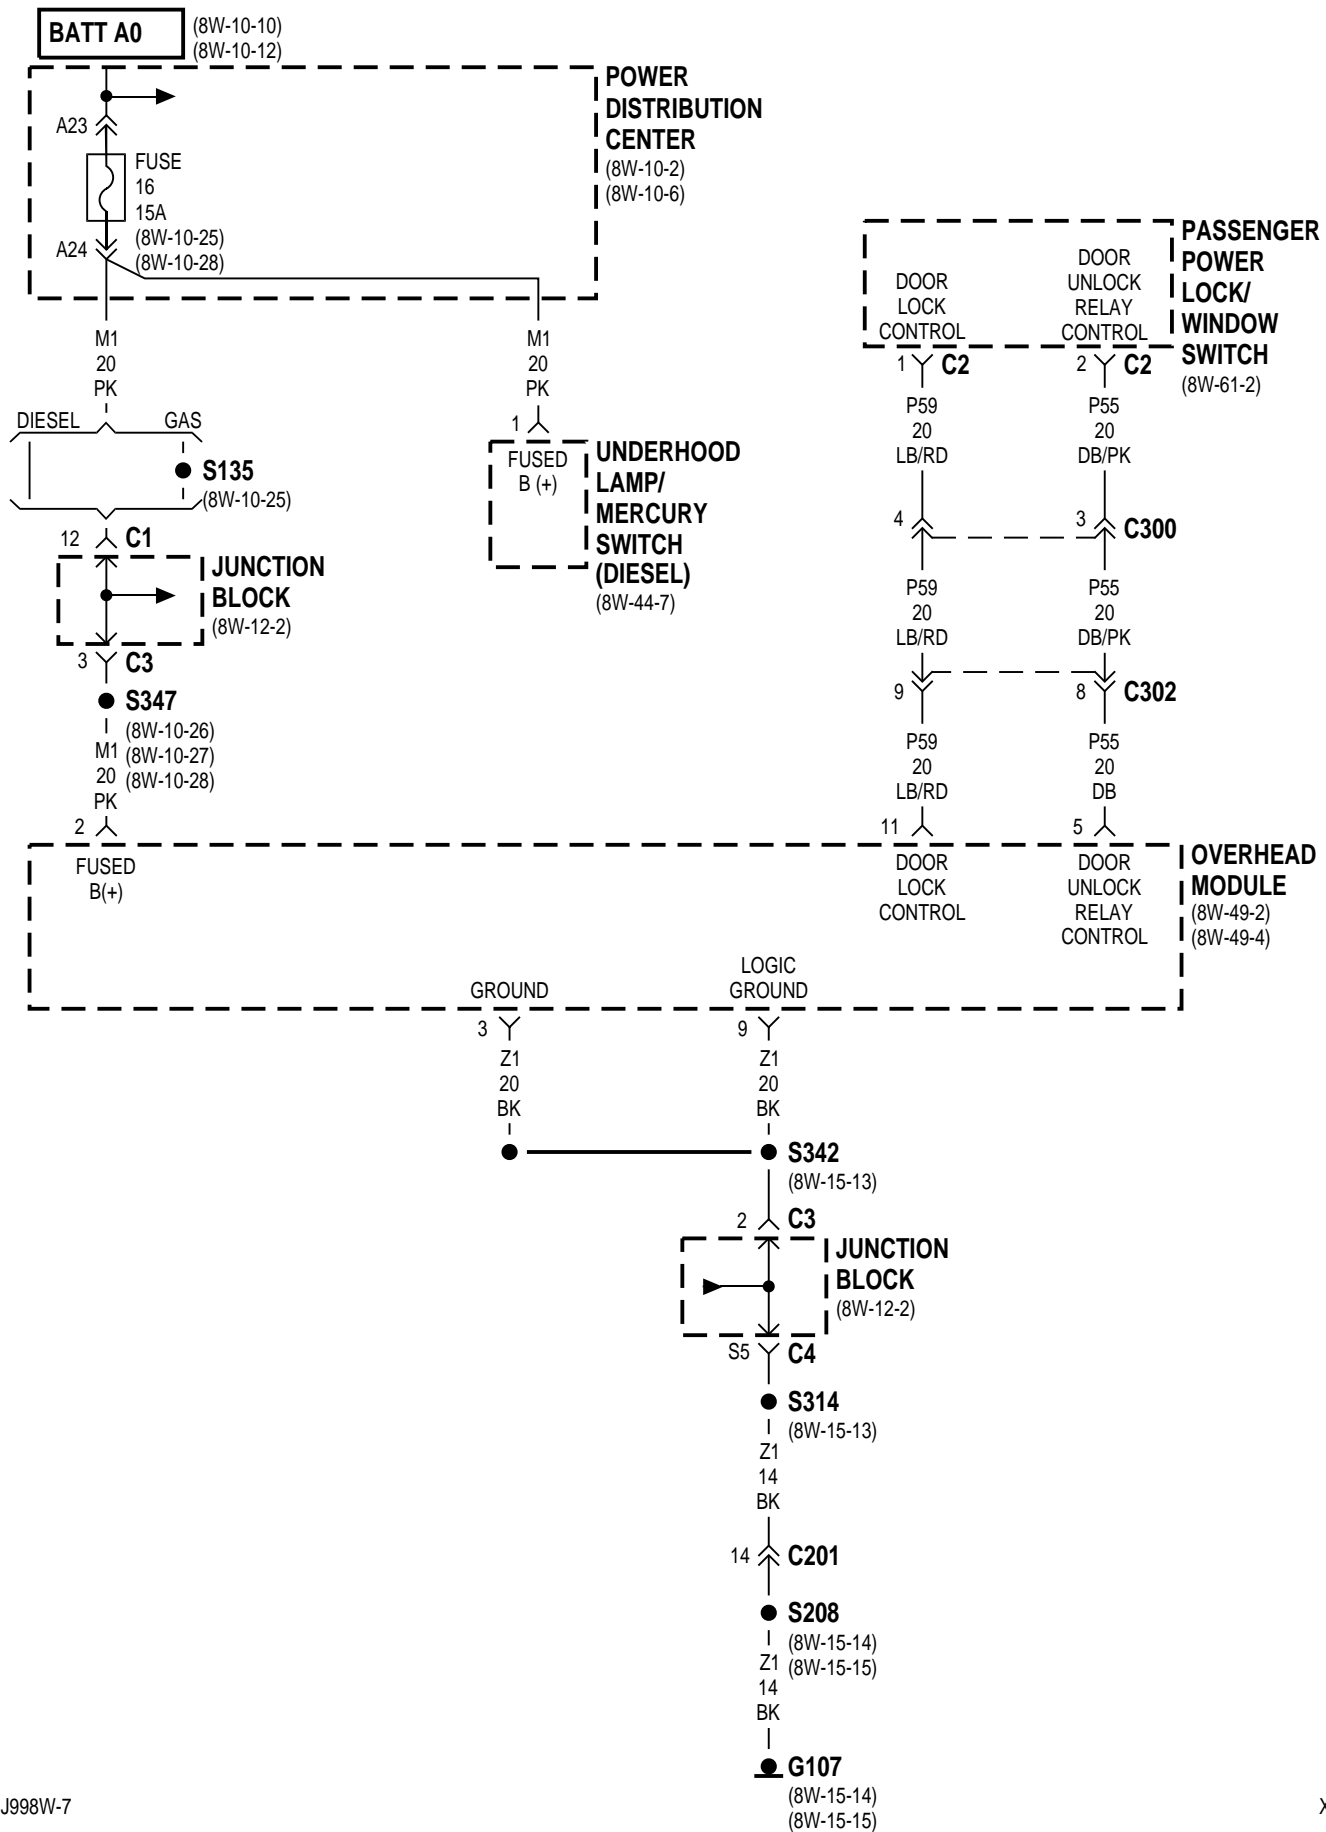 BATT A0
(8W-10-10)
(8W-10-12)
POWER
DISTRIBUTION
CENTER
(8W-10-2)
(8W-10-6)
A23
FUSE
16
15A
(8W-10-25)
(8W-10-28)
A24
PASSENGER
POWER
LOCK/
WINDOW
SWITCH
(8W-61-2)
DOOR
LOCK
CONTROL
DOOR
UNLOCK
RELAY
CONTROL
M1
20
PK
M1
20
PK
1 C2
2 C2
P59
20
LB/RD
P55
20
DB/PK
DIESEL GAS
S135
(8W-10-25)
1
FUSED
B (+)
UNDERHOOD
LAMP/
MERCURY
SWITCH
(DIESEL)
(8W-44-7)
4 3 C300
12 C1
JUNCTION
BLOCK
(8W-12-2)
P59
20
LB/RD
P55
20
DB/PK
3 C3
S347
(8W-10-26)
(8W-10-27)
(8W-10-28)
M1
20
PK
9 8 C302
P59
20
LB/RD
P55
20
DB
2 11 5
FUSED
B(+)
DOOR
LOCK
CONTROL
DOOR
UNLOCK
RELAY
CONTROL
OVERHEAD
MODULE
(8W-49-2)
(8W-49-4)
GROUND
LOGIC
GROUND
3 9
Z1
20
BK
Z1
20
BK
S342
(8W-15-13)
2 C3
JUNCTION
BLOCK
(8W-12-2)
S5 C4
S314
(8W-15-13)
Z1
14
BK
14 C201
S208
(8W-15-14)
(8W-15-15)
Z1
14
BK
G107
(8W-15-14)
(8W-15-15)
J998W-7